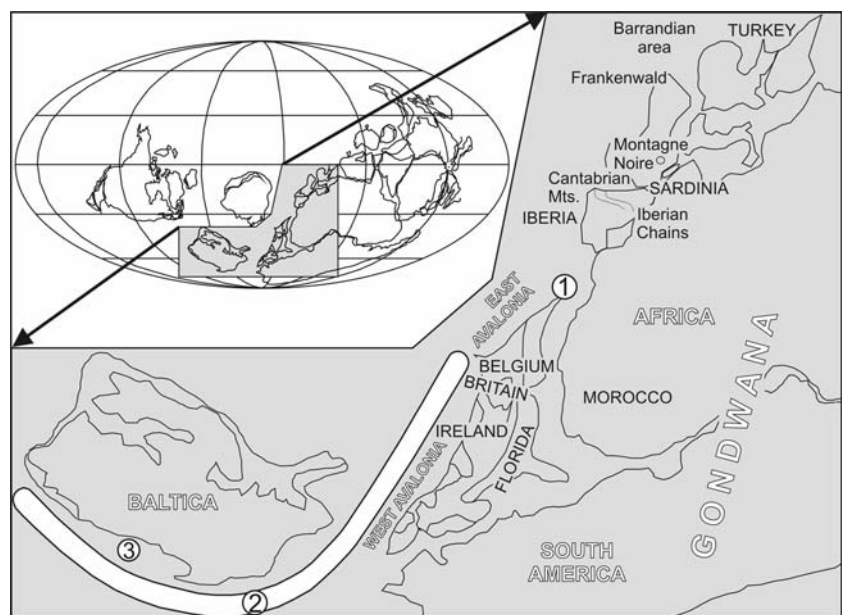 Barrandian
area
TURKEY
Frankenwald
Montagne
Noire
Cantabrian
Mts.
SARDINIA
IBERIA
Iberian
Chains
1
EAST
AVALONIA
AFRICA
BELGIUM
BRITAIN
MOROCCO
IRELAND
FLORIDA
WEST AVALONIA
GONDWANA
BALTICA
3
SOUTH
AMERICA
2